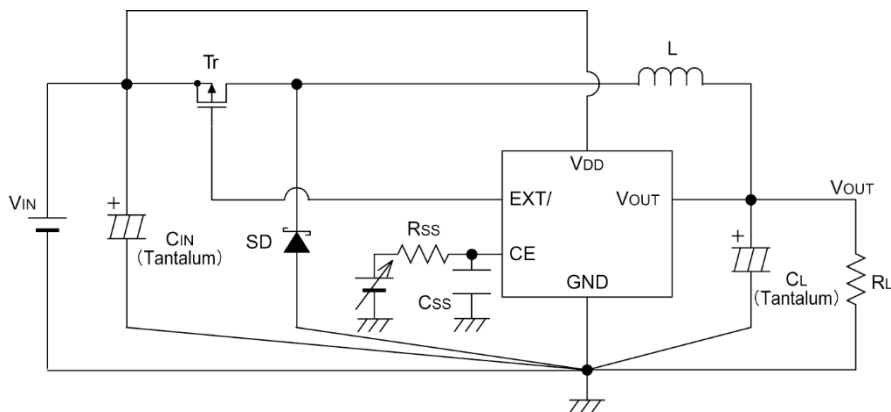 Tr
L
VIN
+
CIN
(Tantalum)
SD
RSS
CSS
VDD
EXT/
VOUT
CE
GND
VOUT
+
CL
(Tantalum)
RL